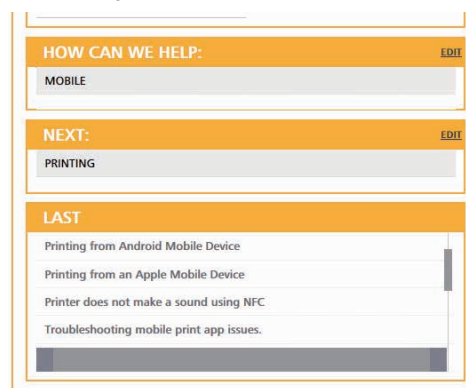 HOW CAN WE HELP:
EDIT
MOBILE
NEXT:
EDIT
PRINTING
LAST
Printing from Android Mobile Device
Printing from an Apple Mobile Device
Printer does not make a sound using NFC
Troubleshooting mobile print app issues.